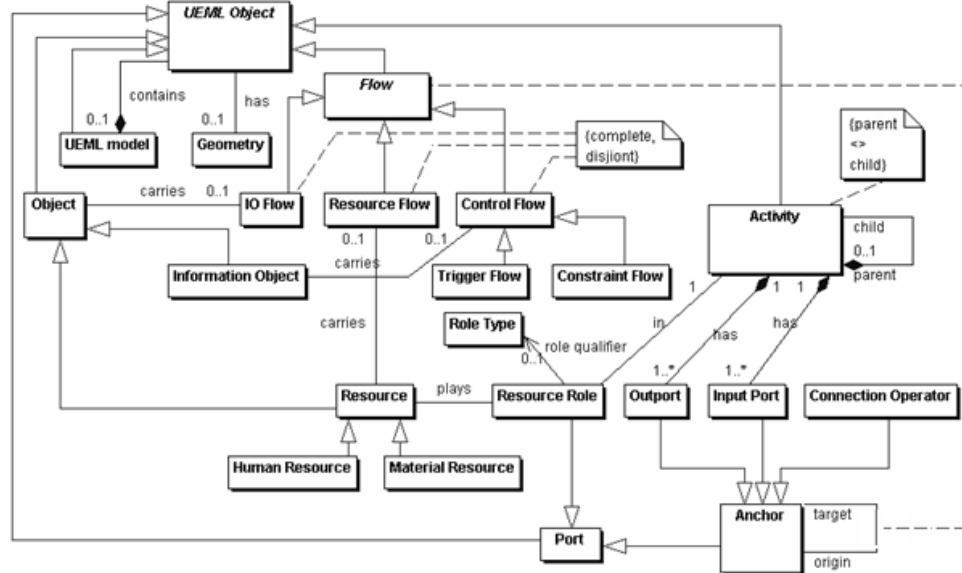 UEML Object
Flow
contains
has
0..1
0..1
UEML model
Geometry
{complete,
disjiont}
{parent
<>
child}
carries
0..1
Object
IO Flow
Resource Flow
Control Flow
Activity
child
0..1
parent
0..1
0..1
carries
Information Object
Trigger Flow
Constraint Flow
1
1
1
carries
Role Type
role qualifier
0..1
in
has
has
1..*
1..*
Resource
plays
Resource Role
Outport
Input Port
Connection Operator
Human Resource
Material Resource
Anchor
target
Port
origin